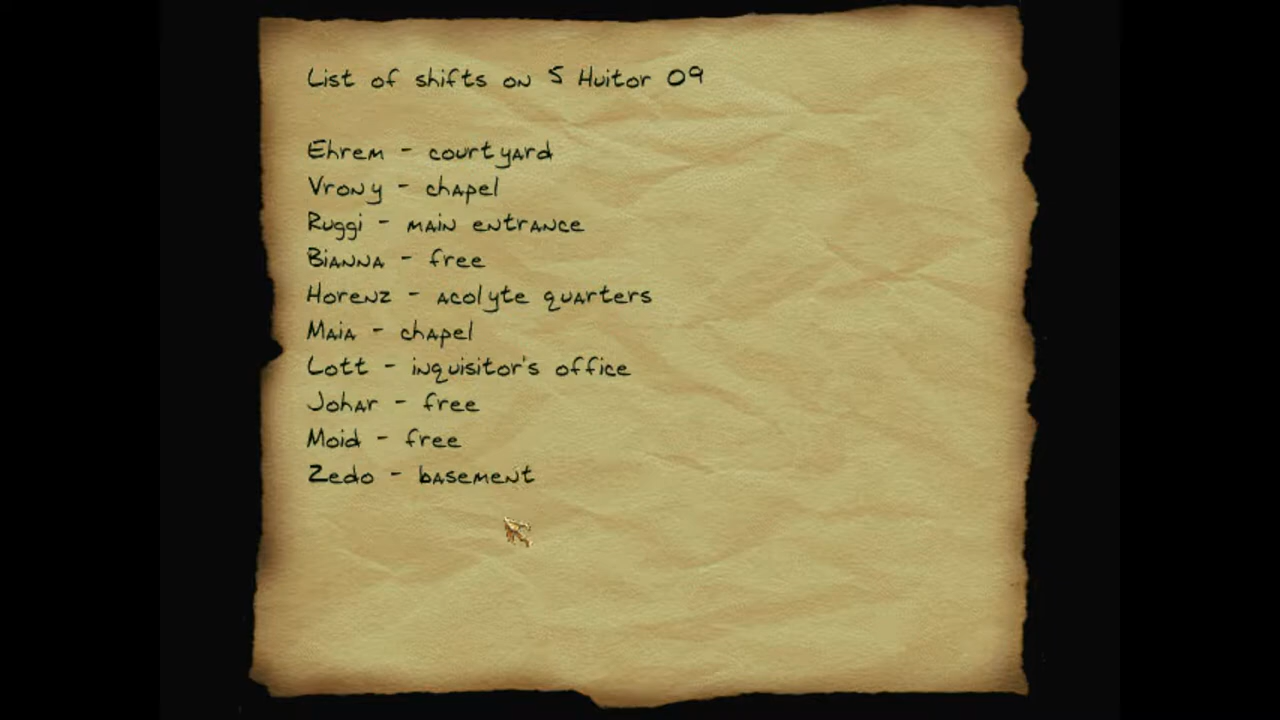 List of shifts on 5 Huitor 09
Ehrem - courtyard
Vrony - chapel
Ruggi - main entrance
Bianna - free
Horenz - acolyte quarters
Maia - chapel
Lott - inquisitor's office
Johar - free
Moid - free
Zedo - basement